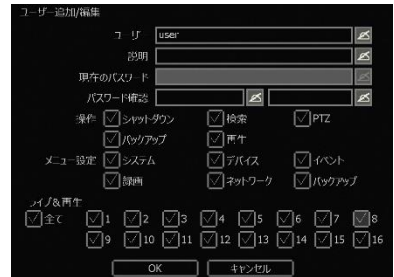 ユーザー追加/編集
ユーザー user
説明
現在のパスワード
パスワード確認
操作 シャットダウン 検索 PTZ
バックアップ 再生
メニュー設定 システム デバイス イベント
録画 ネットワーク バックアップ
ライブ&再生
全て 1 2 3 4 5 6 7 8
9 10 11 12 13 14 15 16
OK キャンセル